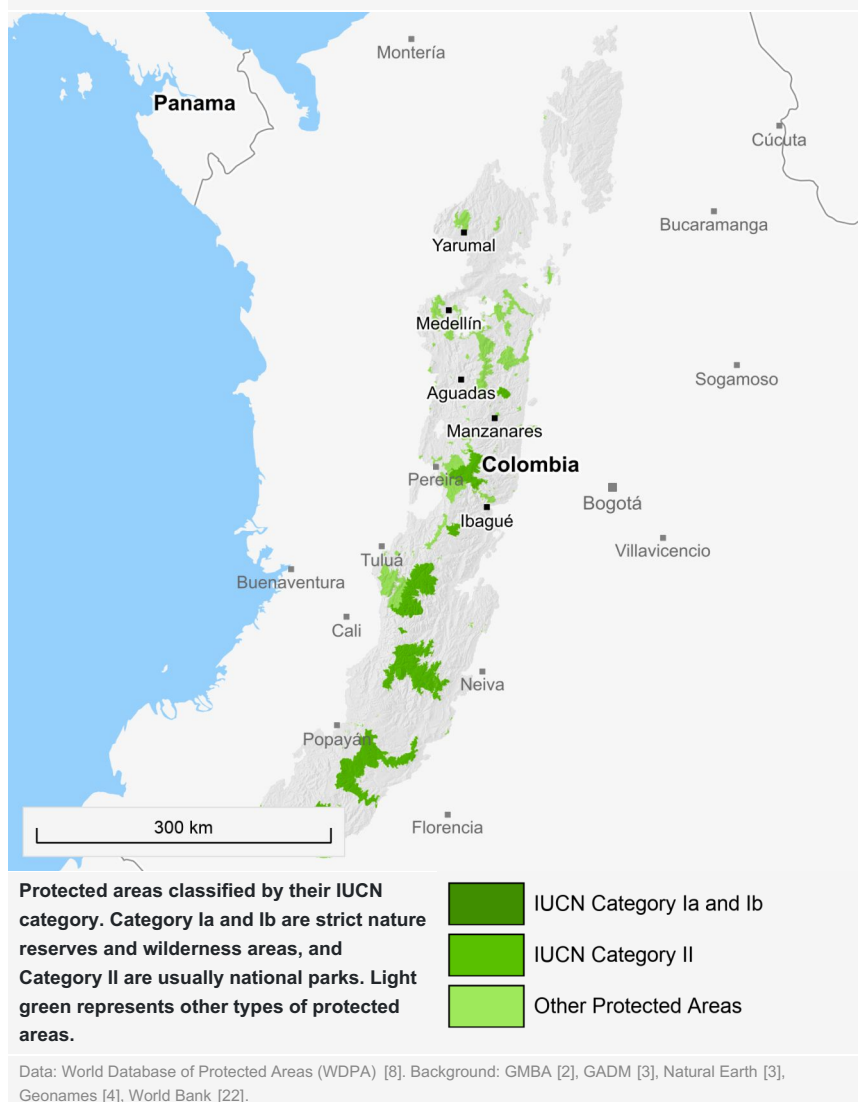 Montería
Panama
Cúcuta
Bucaramanga
Yarumal
Medellín
Sogamoso
Aguadas
Manzanares
Colombia
Pereira
Bogotá
Ibagué
Villavicencio
Tuluá
Buenaventura
Cali
Neiva
Popayán
300 km
Florencia
Protected areas classified by their IUCN
category. Category Ia and Ib are strict nature
reserves and wilderness areas, and
Category II are usually national parks. Light
green represents other types of protected
areas.
IUCN Category Ia and Ib
IUCN Category II
Other Protected Areas
Data: World Database of Protected Areas (WDPA) [8]. Background: GMBA [2], GADM [3], Natural Earth [3],
Geonames [4], World Bank [22].